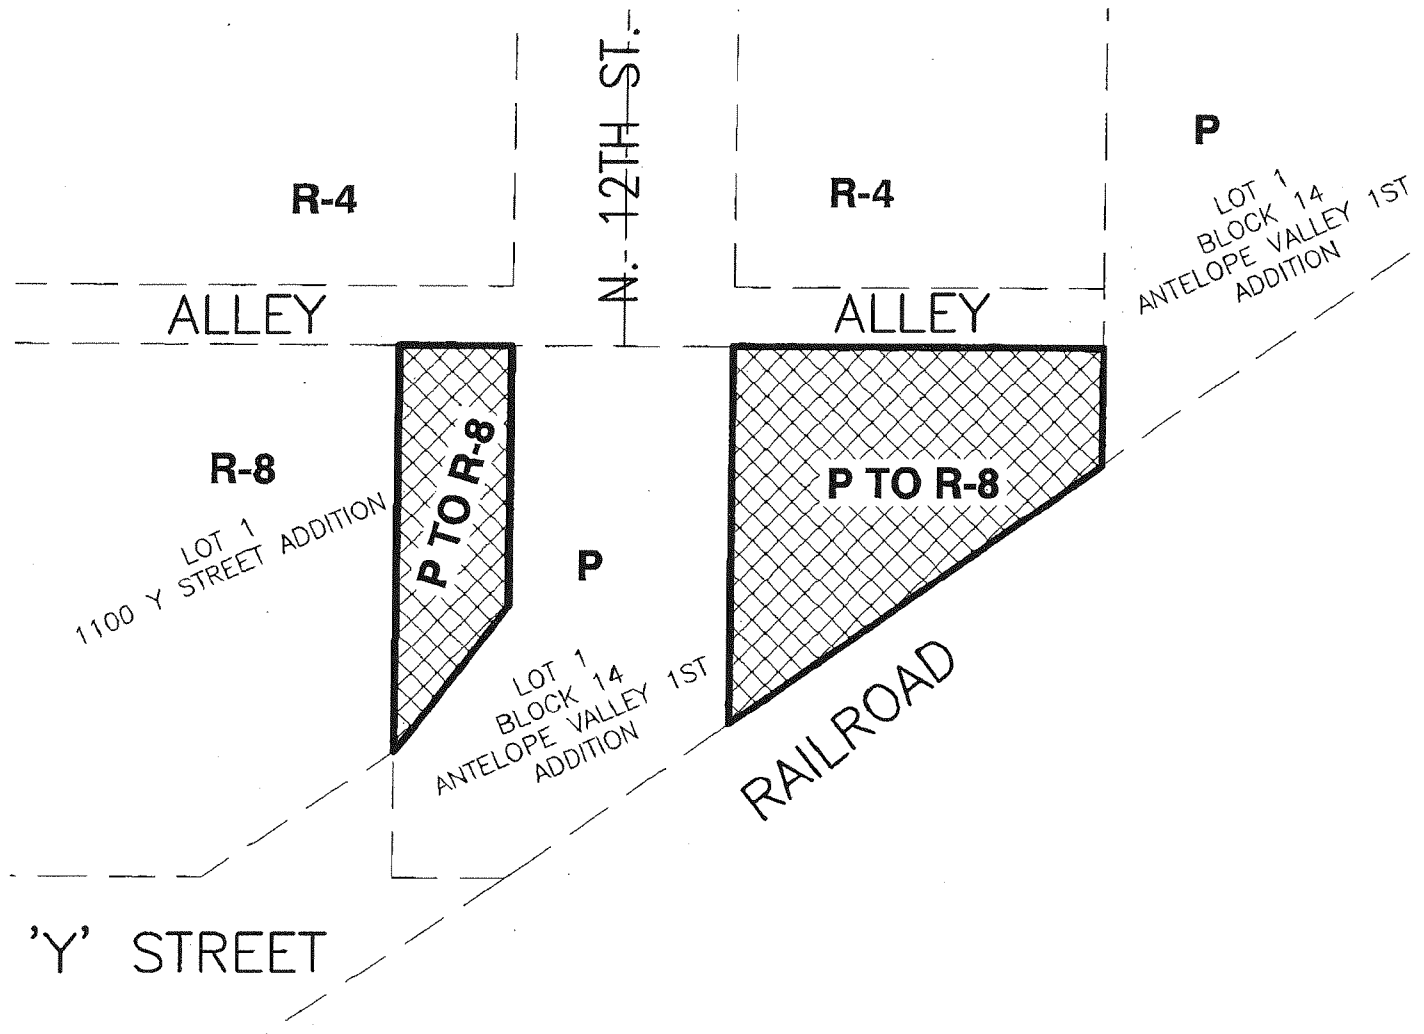 N. 12TH ST.
P
R-4
R-4
LOT 1
BLOCK 14
ANTELOPE VALLEY 1ST
ADDITION
ALLEY
ALLEY
R-8
P TO R-8
P TO R-8
LOT 1
1100 Y STREET ADDITION
P
LOT 1
BLOCK 14
ANTELOPE VALLEY 1ST
ADDITION
RAILROAD
'Y' STREET